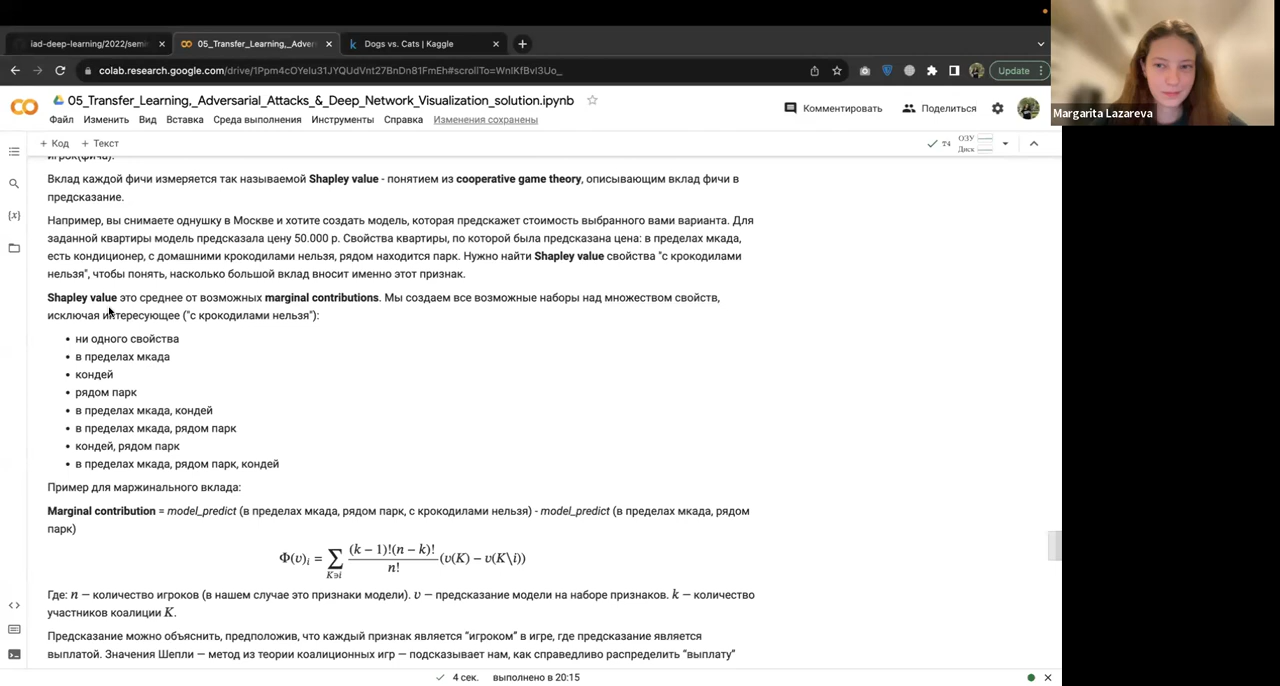 iad-deep-learning/2022/semi
05_Transfer_Learning,_Adver
Dogs vs. Cats | Kaggle
colab.research.google.com/drive/1Ppm4cOYelu31JYQUdVnt27BnDn81FmEh#scrollTo=WnIKfBvI3Uo_
Update
05_Transfer_Learning,_Adversarial_Attacks_&_Deep_Network_Visualization_solution.ipynb
Файл Изменить Вид Вставка Среда выполнения Инструменты Справка Изменения сохранены
Комментировать
Поделиться
Margarita Lazareva
+ Код + Текст
T4
ОЗУ
Диск
игрок(фича).
Вклад каждой фичи измеряется так называемой Shapley value - понятием из cooperative game theory, описывающим вклад фичи в
предсказание.
Например, вы снимаете однушку в Москве и хотите создать модель, которая предскажет стоимость выбранного вами варианта. Для
заданной квартиры модель предсказала цену 50.000 р. Свойства квартиры, по которой была предсказана цена: в пределах мкада,
есть кондиционер, с домашними крокодилами нельзя, рядом находится парк. Нужно найти Shapley value свойства "с крокодилами
нельзя", чтобы понять, насколько большой вклад вносит именно этот признак.
Shapley value это среднее от возможных marginal contributions. Мы создаем все возможные наборы над множеством свойств,
исключая интересующее ("с крокодилами нельзя"):
• ни одного свойства
• в пределах мкада
• кондей
• рядом парк
• в пределах мкада, кондей
• в пределах мкада, рядом парк
• кондей, рядом парк
• в пределах мкада, рядом парк, кондей
Пример для маржинального вклада:
Marginal contribution = model_predict (в пределах мкада, рядом парк, с крокодилами нельзя) - model_predict (в пределах мкада, рядом
парк)
Φ(υ)i = ∑K∋i (k − 1)!(n − k)! / n! (υ(K) − υ(K\i))
Где: n — количество игроков (в нашем случае это признаки модели). υ — предсказание модели на наборе признаков. k — количество
участников коалиции K.
Предсказание можно объяснить, предположив, что каждый признак является “игроком” в игре, где предсказание является
выплатой. Значения Шепли — метод из теории коалиционных игр — подсказывает нам, как справедливо распределить “выплату”
4 сек. выполнено в 20:15